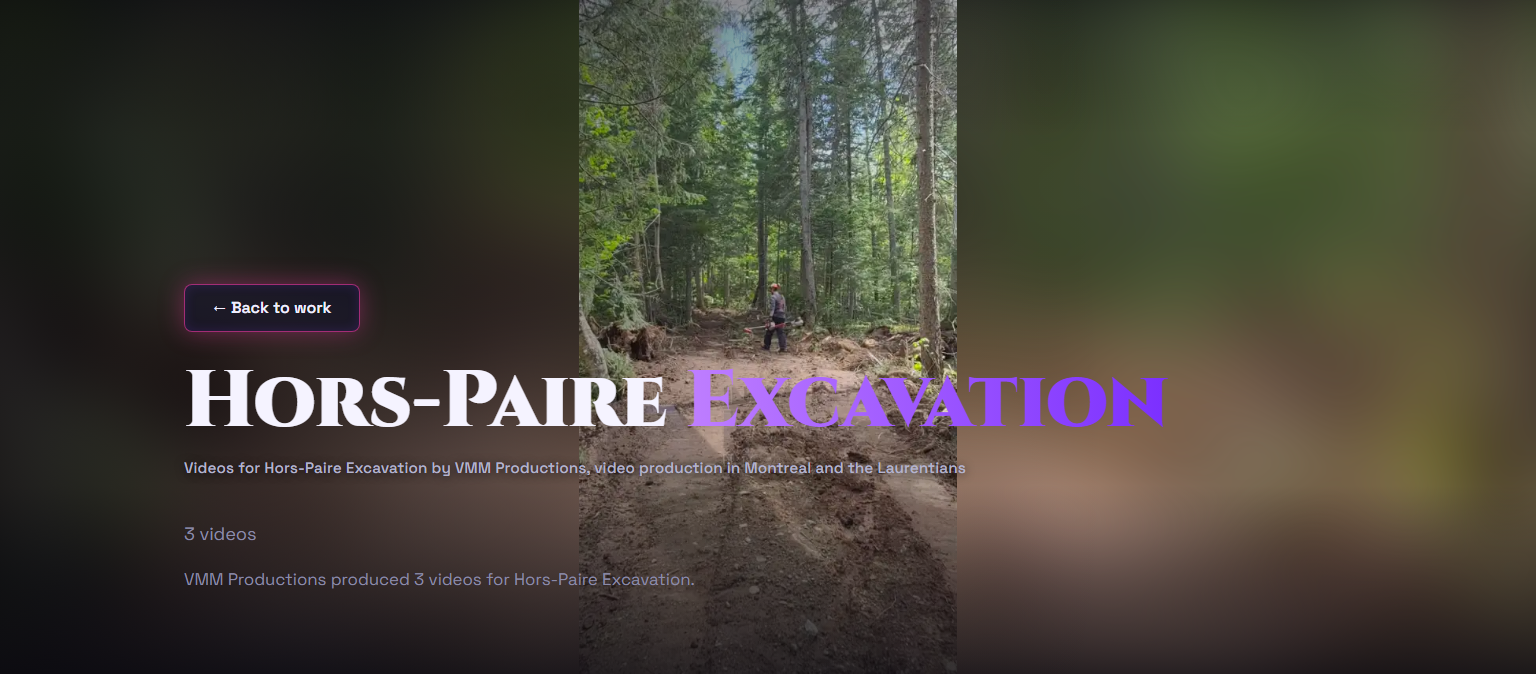 ← Back to work
Hors-Paire Excavation
Videos for Hors-Paire Excavation by VMM Productions, video production in Montreal and the Laurentians
3 videos
VMM Productions produced 3 videos for Hors-Paire Excavation.